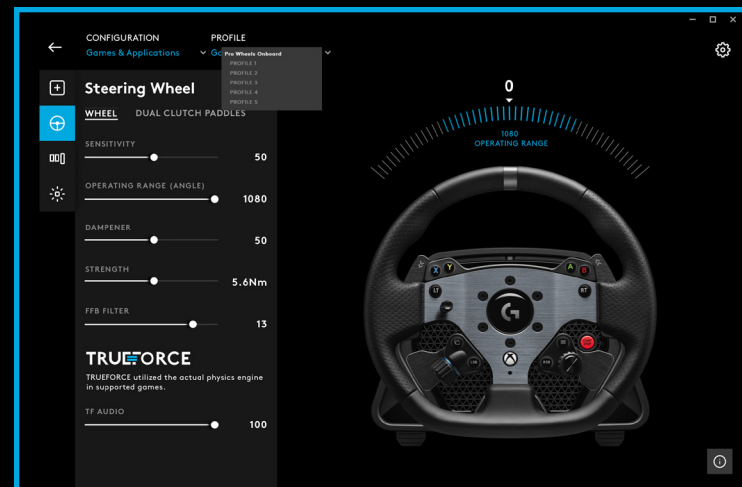 CONFIGURATION
PROFILE
Games & Applications
Pro Wheels Onboard
PROFILE 1
PROFILE 2
PROFILE 3
PROFILE 4
PROFILE 5
Steering Wheel
WHEEL
DUAL CLUTCH PADDLES
SENSITIVITY
50
OPERATING RANGE (ANGLE)
1080
DAMPENER
50
STRENGTH
5.6Nm
FFB FILTER
13
TRUEFORCE
TRUEFORCE utilized the actual physics engine
in supported games.
TF AUDIO
100
0
1080
OPERATING RANGE
X Y A B
LT RT
G
LSB RSB